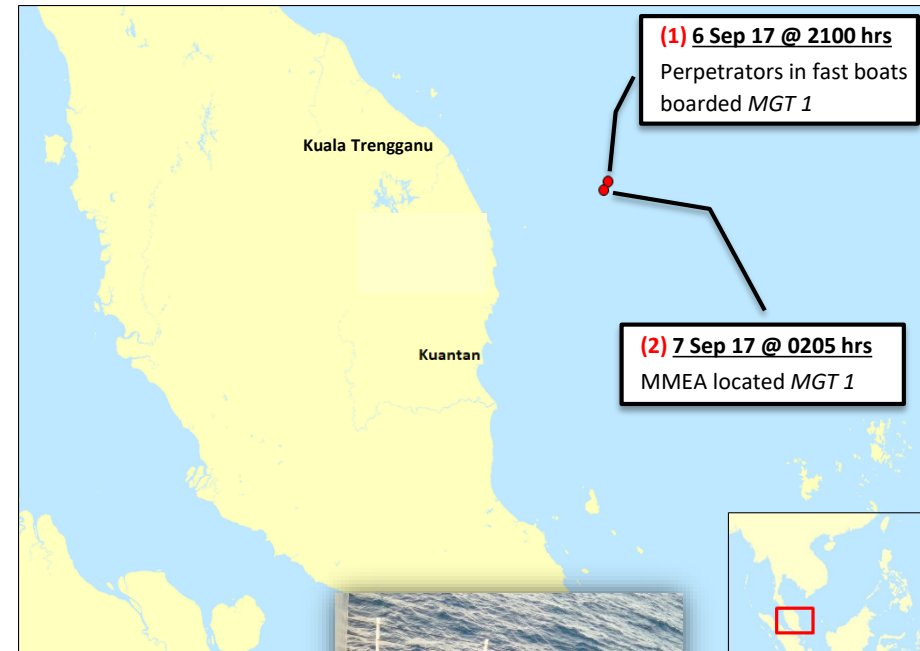 (1) 6 Sep 17 @ 2100 hrs
Perpetrators in fast boats
boarded MGT 1
Kuala Trengganu
Kuantan
(2) 7 Sep 17 @ 0205 hrs
MMEA located MGT 1